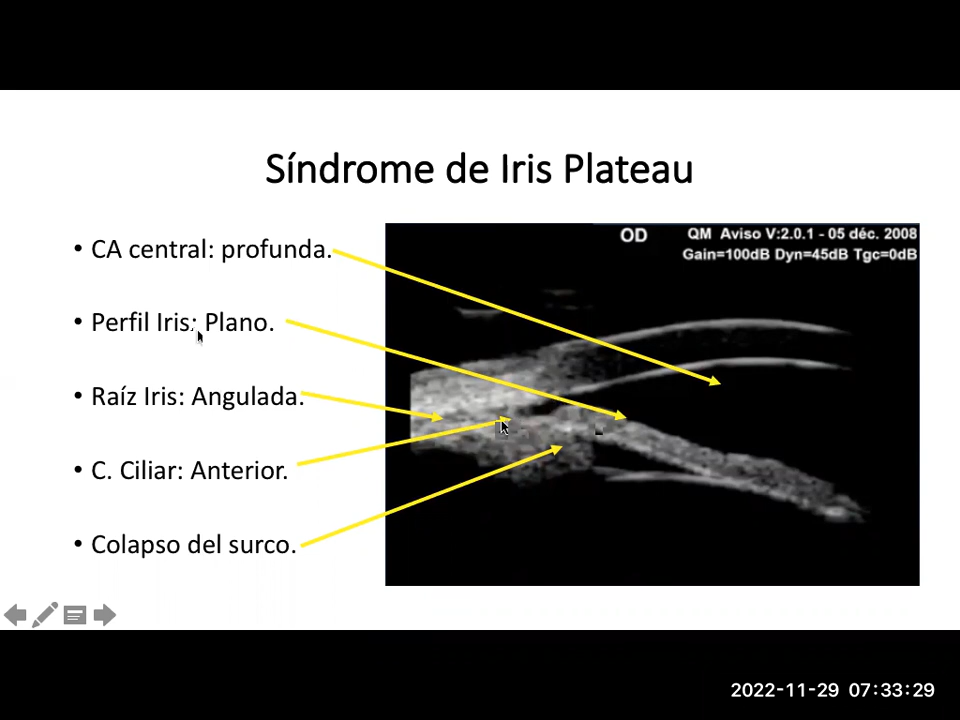 Síndrome de Iris Plateau
• CA central: profunda.
• Perfil Iris: Plano.
• Raíz Iris: Angulada.
• C. Ciliar: Anterior.
• Colapso del surco.
OD
QM Aviso V:2.0.1 - 05 déc. 2008
Gain=100dB Dyn=45dB Tgc=0dB
2022-11-29 07:33:29